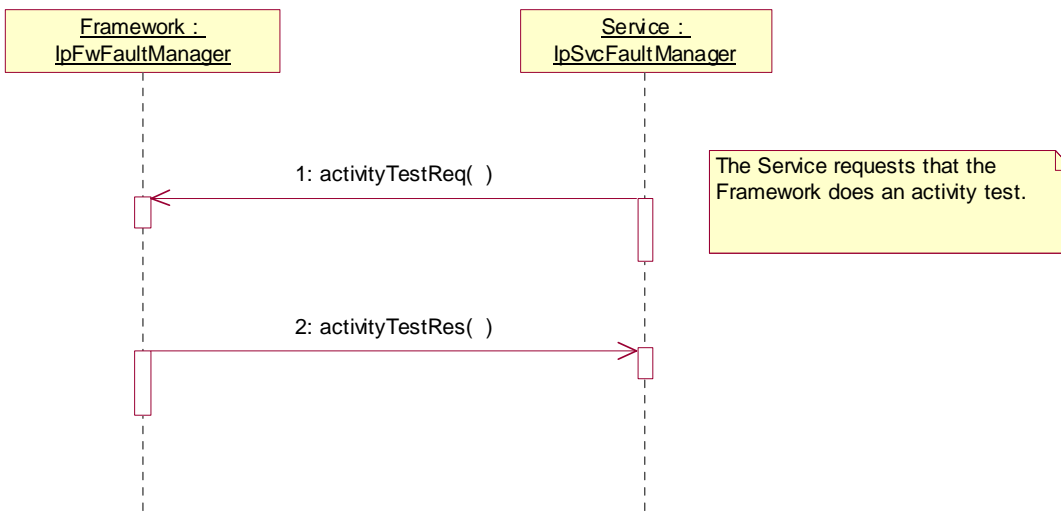 Framework :
IpFwFaultManager
Service :
IpSvcFaultManager
1: activityTestReq( )
The Service requests that the
Framework does an activity test.
2: activityTestRes( )